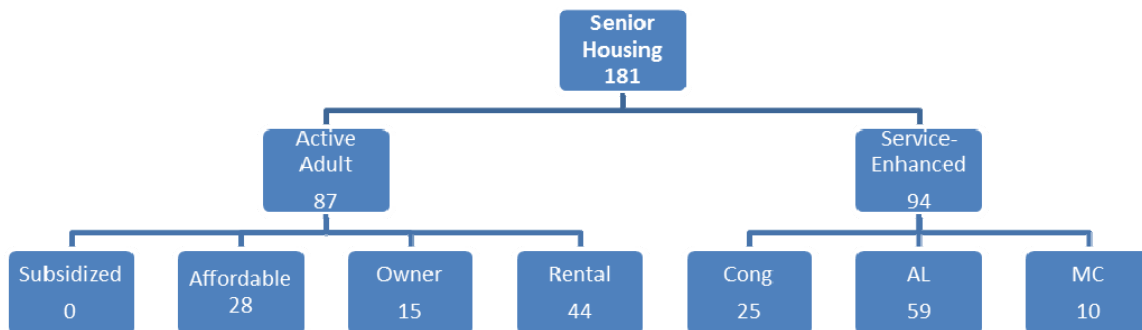 Senior
Housing
181
Active
Adult
87
Service-
Enhanced
94
Subsidized
0
Affordable
28
Owner
15
Rental
44
Cong
25
AL
59
MC
10